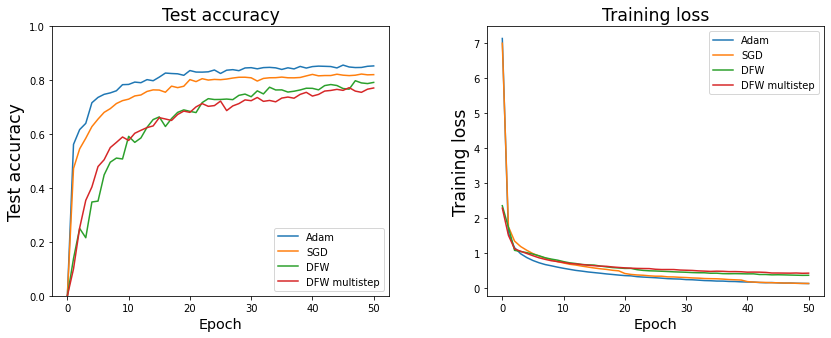 Test accuracy
Test accuracy
1.0
0.8
0.6
0.4
0.2
0.0
0
10
20
30
40
50
Epoch
Adam
SGD
DFW
DFW multistep
Training loss
Training loss
7
6
5
4
3
2
1
0
0
10
20
30
40
50
Epoch
Adam
SGD
DFW
DFW multistep